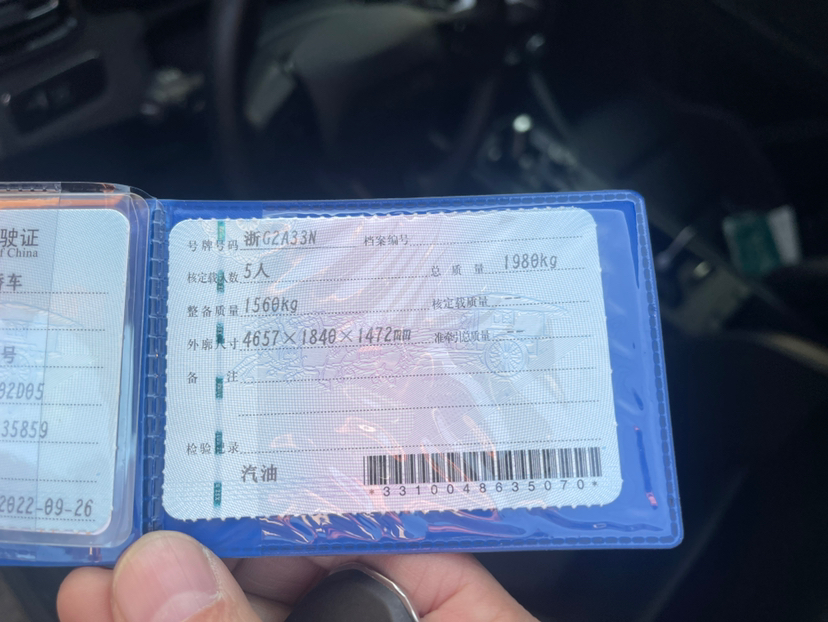 驶证
of China
轿车
号
02D05
35859
2022-09-26
号牌号码 浙G2A33N 档案编号
核定载人数 5人 总质量 1980kg
整备质量 1560kg 核定载质量 --
外廓尺寸 4657×1840×1472mm 准牵引总质量 --
备注
检验记录
汽油
*3310048635070*